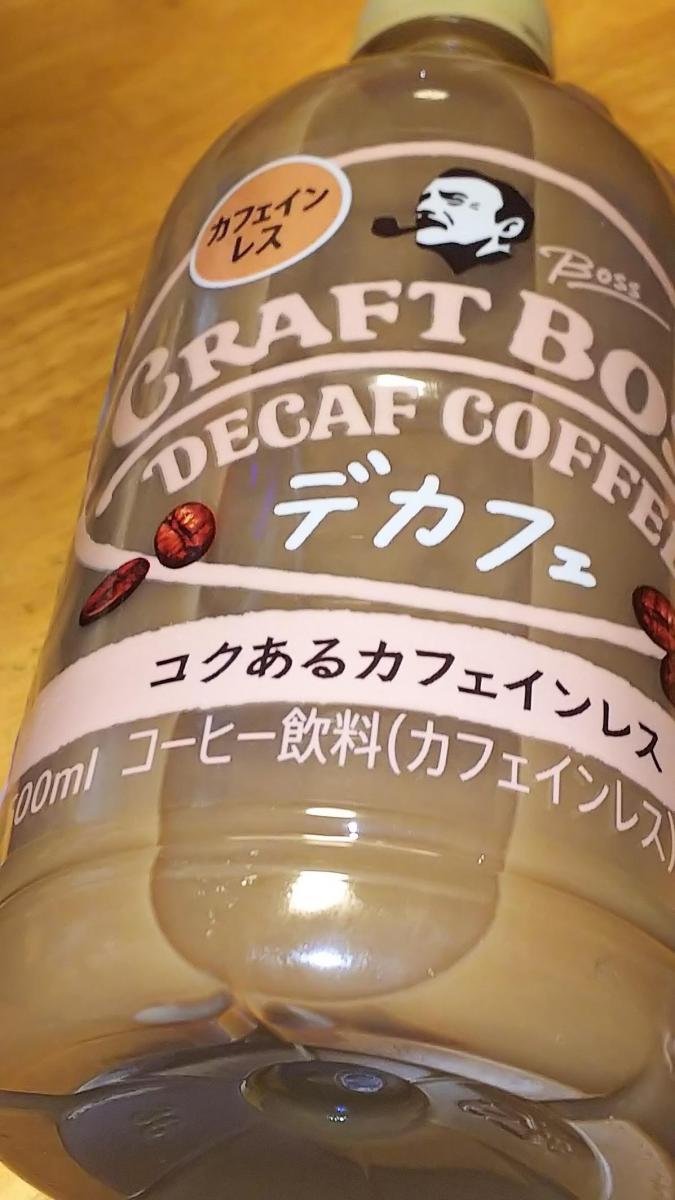 カフェイン
レス
Boss
CRAFT BOS
DECAF COFFEE
デカフェ
コクあるカフェインレス
00ml コーヒー飲料(カフェインレス)